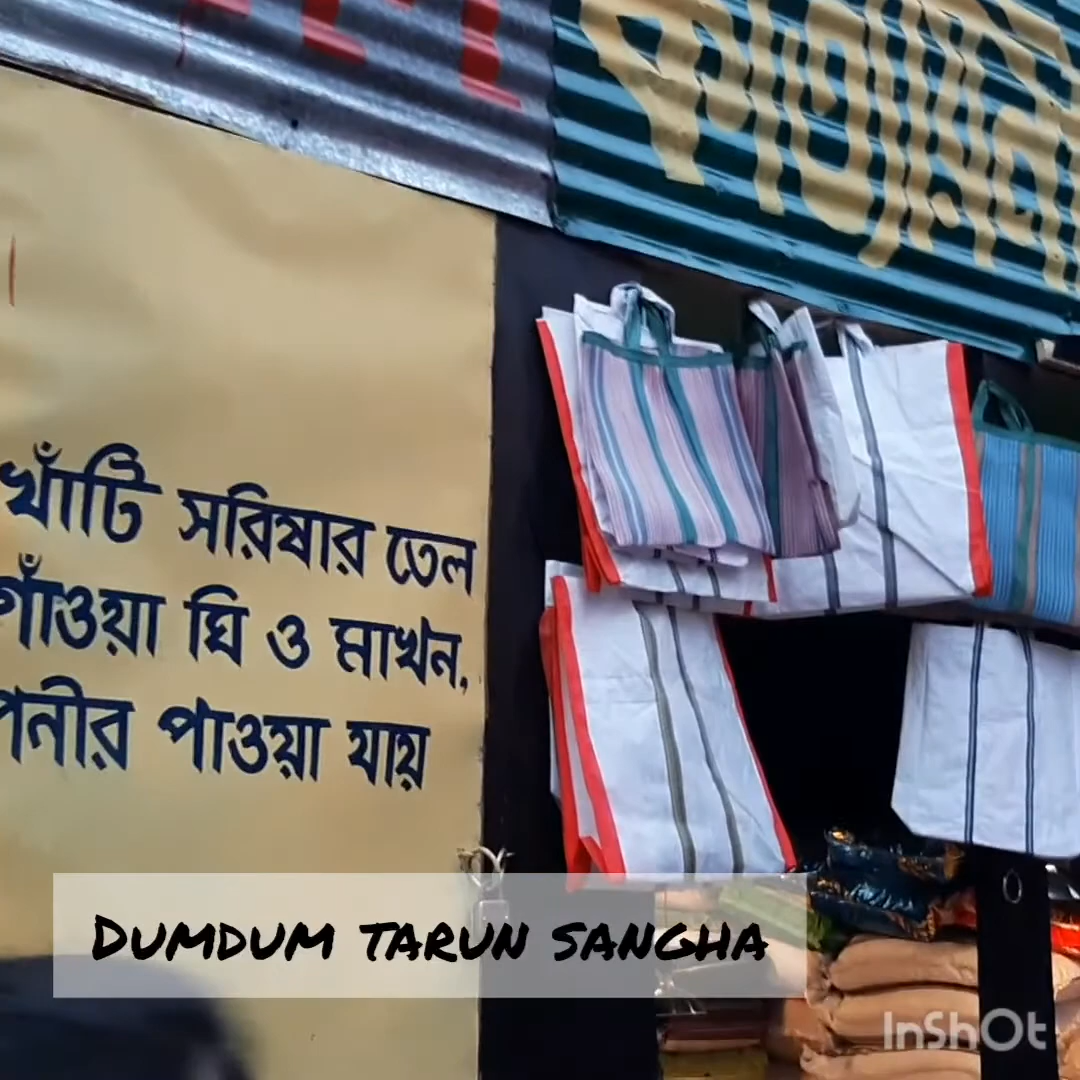 খাঁটি সরিষার তেল
গাঁওয়া ঘি ও মাখন,
পনীর পাওয়া যায়
DUMDUM TARUN SANGHA
InShOt